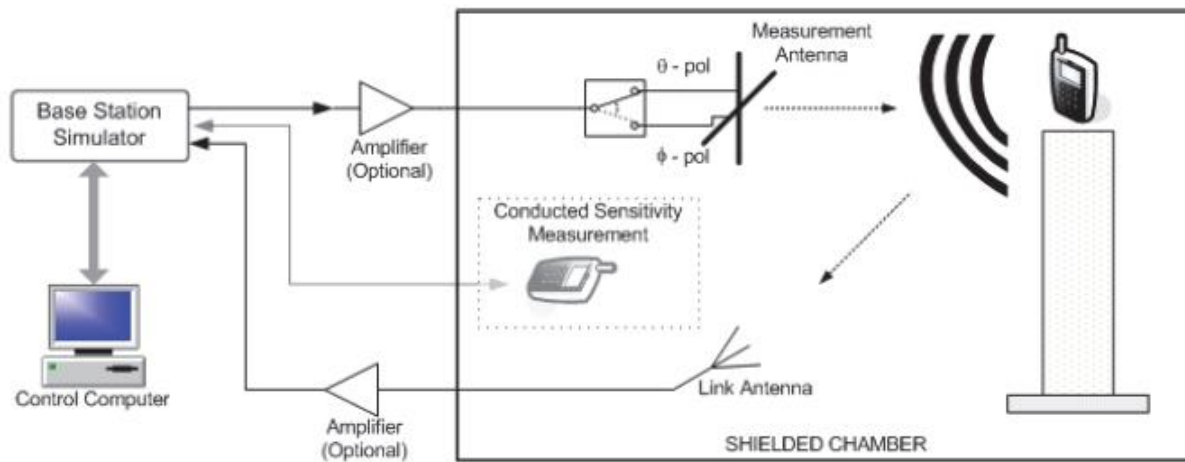 Measurement
Antenna
θ - pol
Base Station
Simulator
Amplifier
(Optional)
ϕ - pol
Conducted Sensitivity
Measurement
Control Computer
Link Antenna
Amplifier
(Optional)
SHIELDED CHAMBER